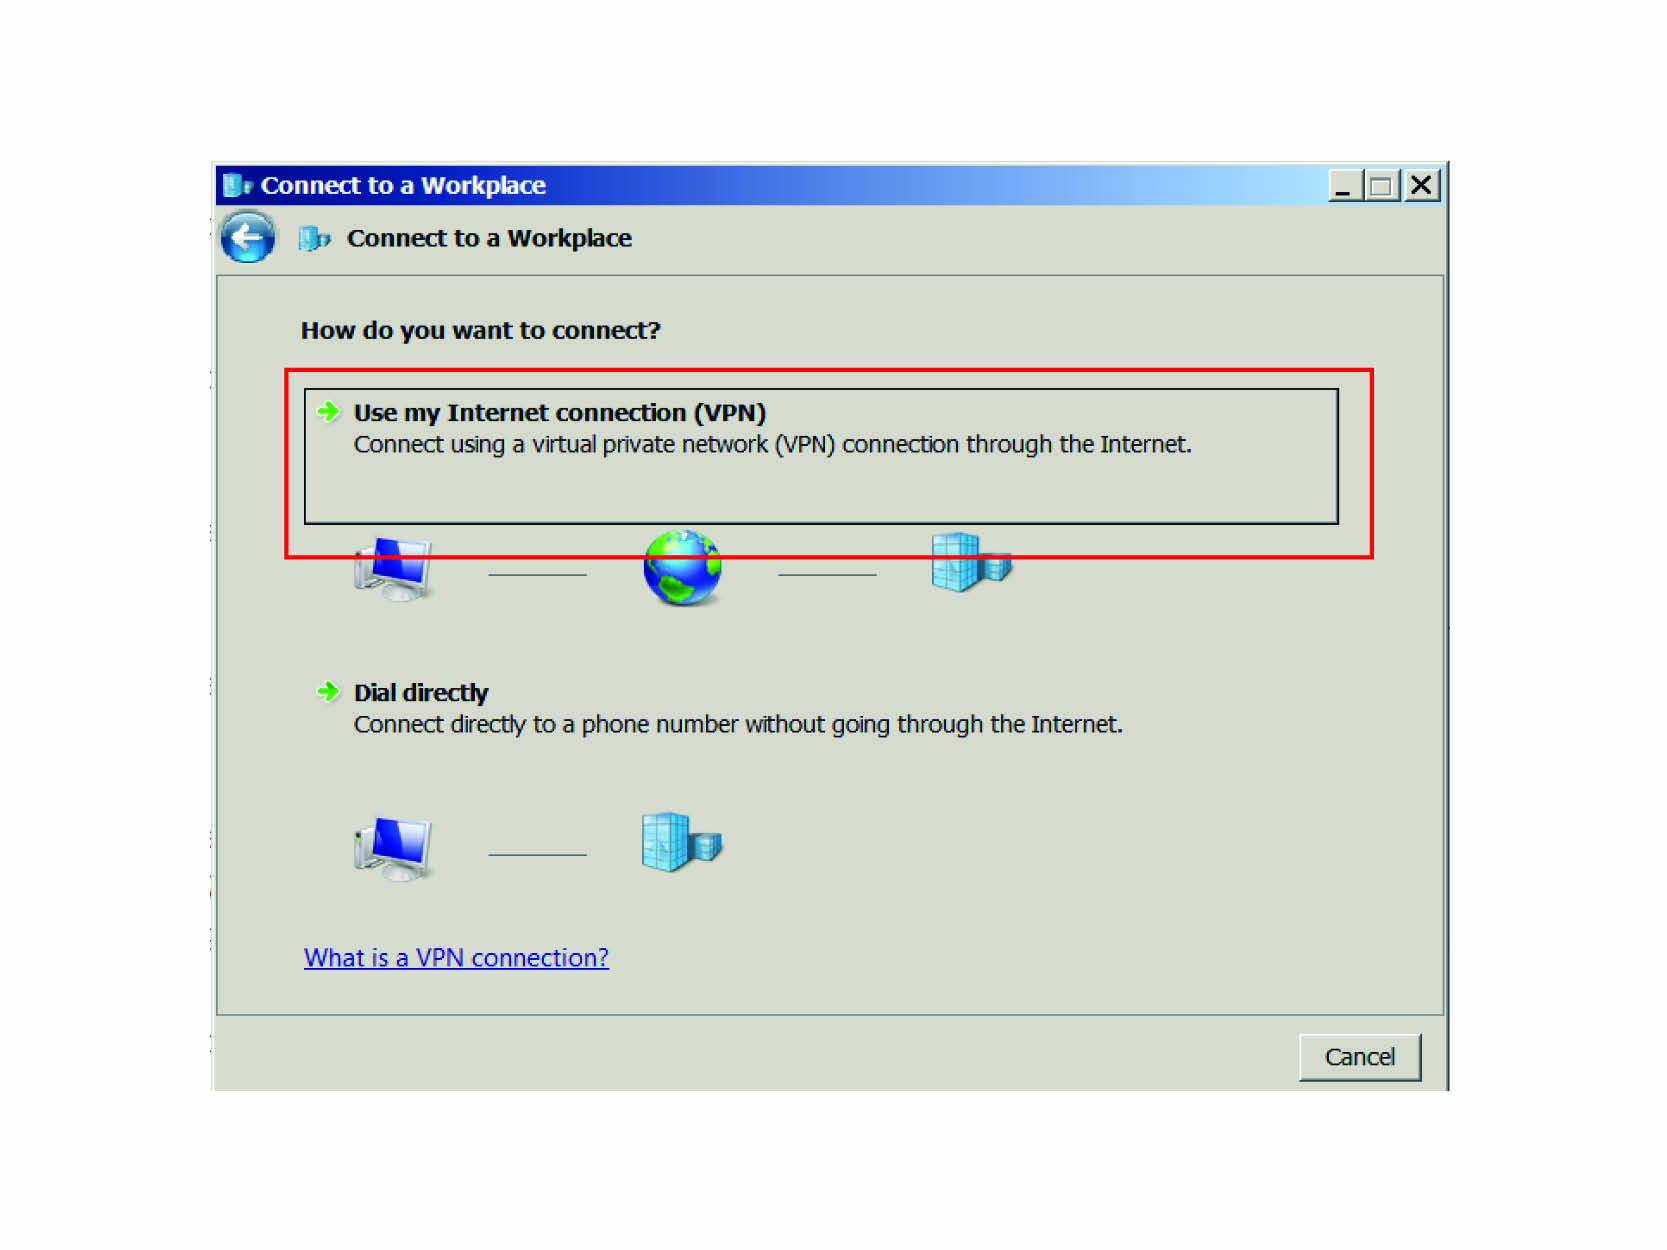 Connect to a Workplace
Connect to a Workplace
How do you want to connect?
Use my Internet connection (VPN)
Connect using a virtual private network (VPN) connection through the Internet.
Dial directly
Connect directly to a phone number without going through the Internet.
What is a VPN connection?
Cancel